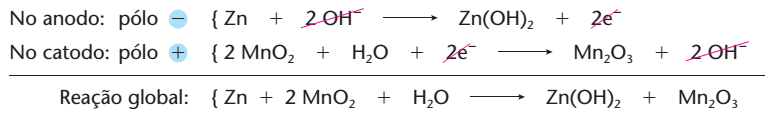 No anodo: pólo − { Zn + 2 OH⁻ ⟶ Zn(OH)₂ + 2e⁻
No catodo: pólo + { 2 MnO₂ + H₂O + 2e⁻ ⟶ Mn₂O₃ + 2 OH⁻
Reação global: { Zn + 2 MnO₂ + H₂O ⟶ Zn(OH)₂ + Mn₂O₃